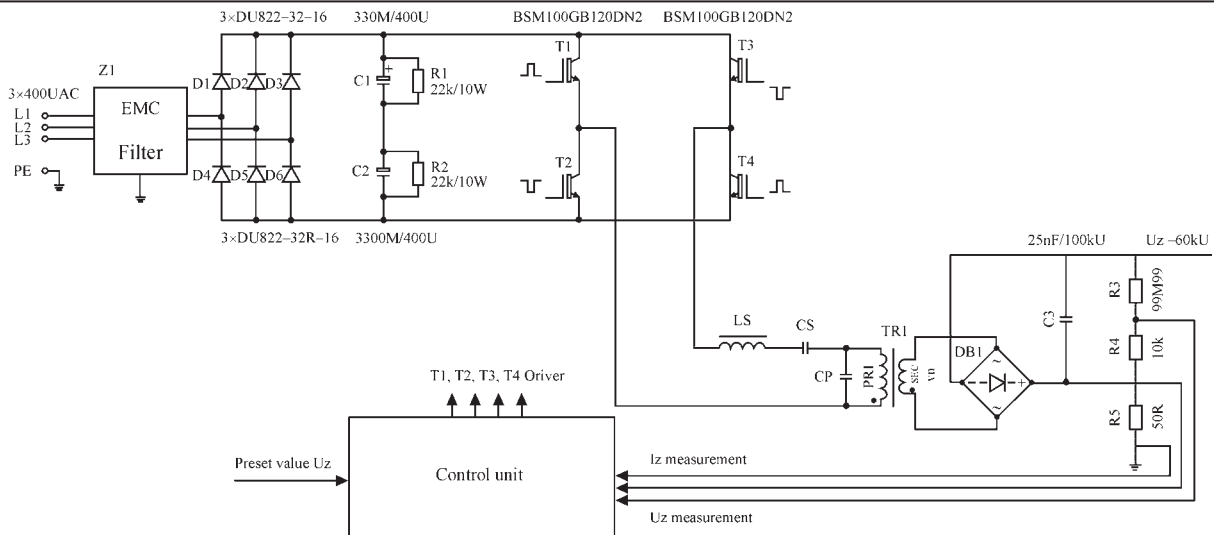 3×DU822–32–16
330M/400U
BSM100GB120DN2
BSM100GB120DN2
Z1
3×400UAC
L1
L2
L3
PE
EMC
Filter
D1
D2
D3
D4
D5
D6
C1
+
R1
22k/10W
C2
R2
22k/10W
T1
T2
T3
T4
3×DU822–32R–16
3300M/400U
25nF/100kU
Uz –60kU
LS
CS
CP
PRI
TR1
SEC
VN
DB1
~
+
~
C3
R3
99M99
R4
10k
R5
50R
T1, T2, T3, T4 Oriver
Preset value Uz
Control unit
Iz measurement
Uz measurement